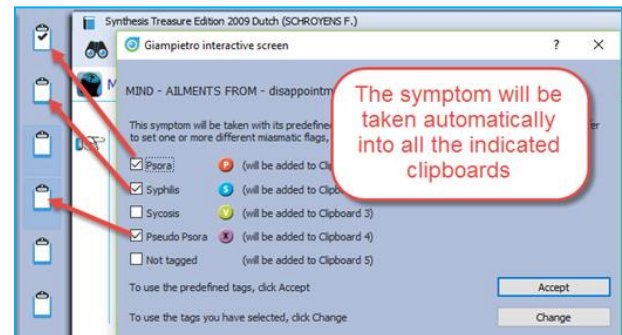 Synthesis Treasure Edition 2009 Dutch (SCHROYENS F.)
Giampietro interactive screen ? X
M
MIND - AILMENTS FROM - disappointm
The symptom will be
taken automatically
into all the indicated
clipboards
This symptom will be taken with its predefine
to set one or more different miasmatic flags,
Psora P (will be added to Cl
Syphilis S (will be added to Clipb
Sycosis (will be added to Clipboard 3)
Pseudo Psora X (will be added to Clipboard 4)
Not tagged (will be added to Clipboard 5)
To use the predefined tags, click Accept Accept
To use the tags you have selected, click Change Change